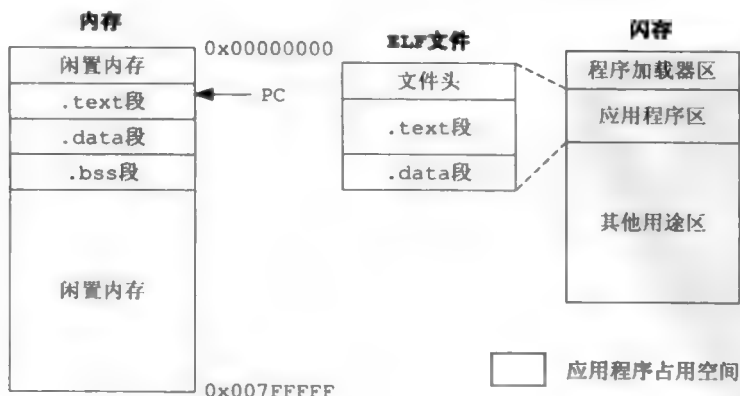 内存
0x00000000
闲置内存
.text段
PC
.data段
.bss段
闲置内存
0x007FFFFF
ELF文件
文件头
.text段
.data段
闪存
程序加载器区
应用程序区
其他用途区
应用程序占用空间